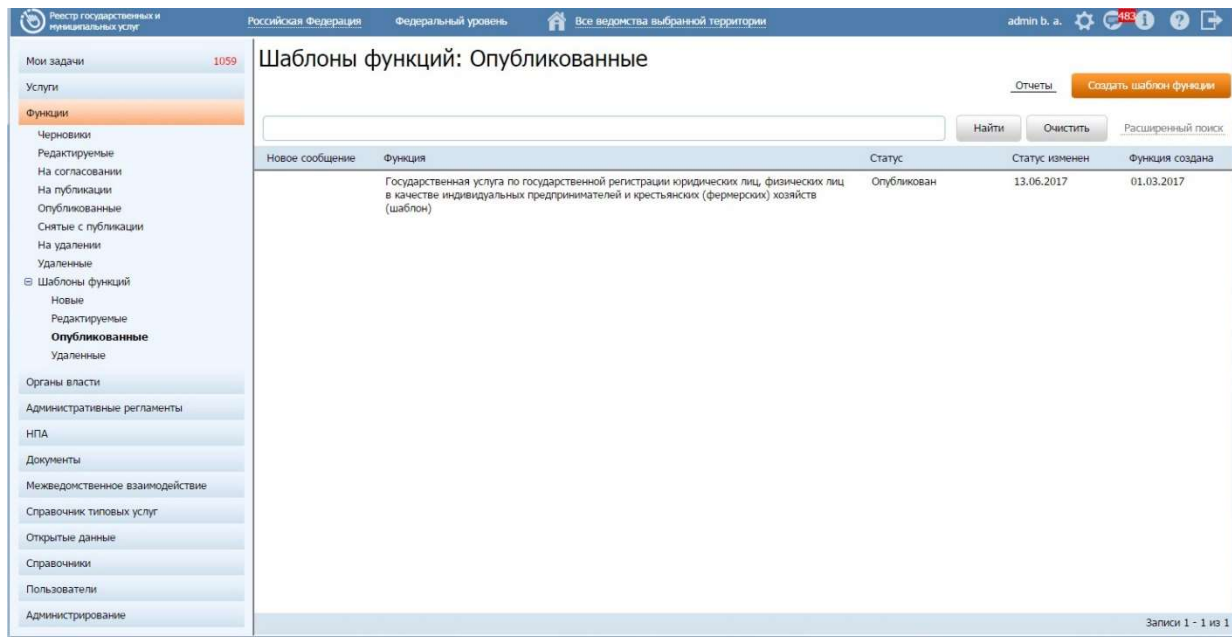 Реестр государственных и
муниципальных услуг
Российская Федерация
Федеральный уровень
Все ведомства выбранной территории
admin b. a.
483
Мои задачи 1059
Услуги
Функции
Черновики
Редактируемые
На согласовании
На публикации
Опубликованные
Снятые с публикации
На удалении
Удаленные
Шаблоны функций
Новые
Редактируемые
Опубликованные
Удаленные
Органы власти
Административные регламенты
НПА
Документы
Межведомственное взаимодействие
Справочник типовых услуг
Открытые данные
Справочники
Пользователи
Администрирование
Шаблоны функций: Опубликованные
Отчеты
Создать шаблон функции
Найти
Очистить
Расширенный поиск
Новое сообщение Функция Статус Статус изменен Функция создана
Государственная услуга по государственной регистрации юридических лиц, физических лиц Опубликован 13.06.2017 01.03.2017
в качестве индивидуальных предпринимателей и крестьянских (фермерских) хозяйств
(шаблон)
Записи 1 - 1 из 1